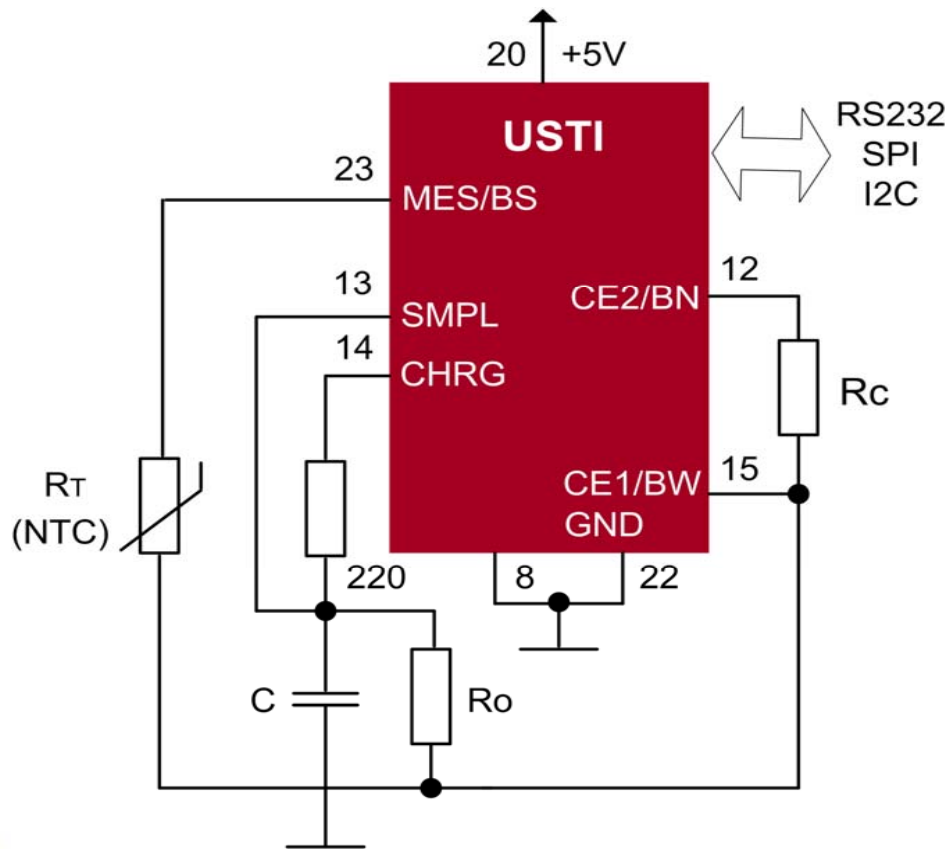 20 +5V
USTI
RS232
SPI
I2C
23
MES/BS
13
SMPL
14
CHRG
12
CE2/BN
Rc
RT
(NTC)
15
CE1/BW
GND
220
8
22
C
Ro